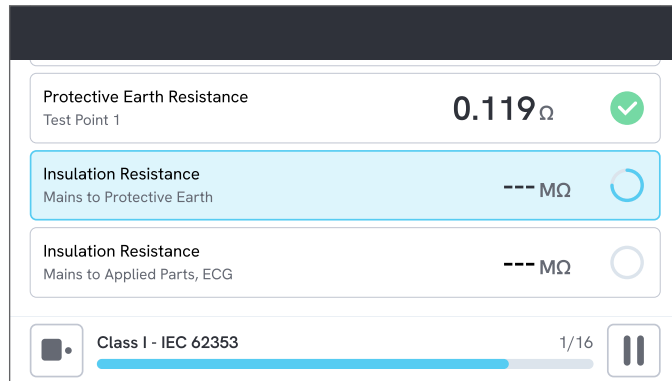 Protective Earth Resistance
Test Point 1
0.119 Ω
Insulation Resistance
Mains to Protective Earth
--- MΩ
Insulation Resistance
Mains to Applied Parts, ECG
--- MΩ
Class I - IEC 62353
1/16